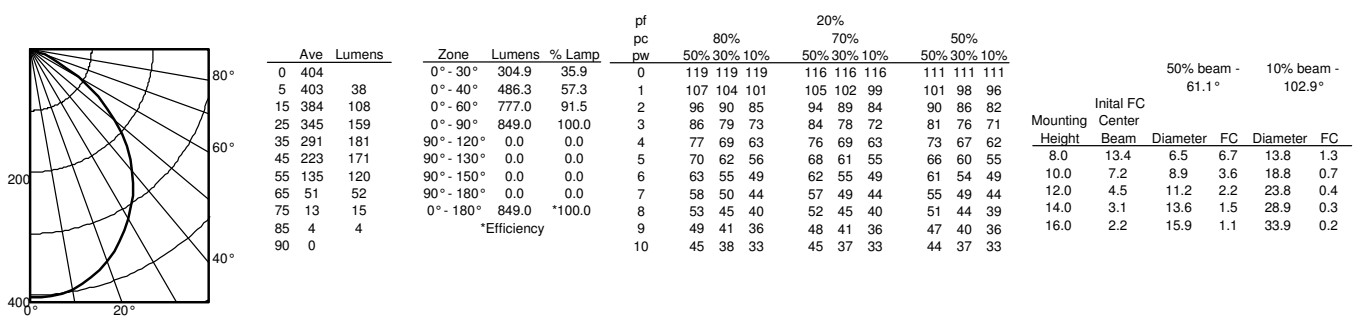 80°
60°
40°
200
400
0° 20°
Ave Lumens
0 404
5 403 38
15 384 108
25 345 159
35 291 181
45 223 171
55 135 120
65 51 52
75 13 15
85 4 4
90 0
Zone Lumens % Lamp
0° - 30° 304.9 35.9
0° - 40° 486.3 57.3
0° - 60° 777.0 91.5
0° - 90° 849.0 100.0
90° - 120° 0.0 0.0
90° - 130° 0.0 0.0
90° - 150° 0.0 0.0
90° - 180° 0.0 0.0
0° - 180° 849.0 *100.0
*Efficiency
pf 20%
pc 80% 70% 50%
pw 50% 30% 10% 50% 30% 10% 50% 30% 10%
0 119 119 119 116 116 116 111 111 111
1 107 104 101 105 102 99 101 98 96
2 96 90 85 94 89 84 90 86 82
3 86 79 73 84 78 72 81 76 71
4 77 69 63 76 69 63 73 67 62
5 70 62 56 68 61 55 66 60 55
6 63 55 49 62 55 49 61 54 49
7 58 50 44 57 49 44 55 49 44
8 53 45 40 52 45 40 51 44 39
9 49 41 36 48 41 36 47 40 36
10 45 38 33 45 37 33 44 37 33
50% beam - 10% beam -
61.1° 102.9°
Inital FC
Mounting Center
Height Beam Diameter FC Diameter FC
8.0 13.4 6.5 6.7 13.8 1.3
10.0 7.2 8.9 3.6 18.8 0.7
12.0 4.5 11.2 2.2 23.8 0.4
14.0 3.1 13.6 1.5 28.9 0.3
16.0 2.2 15.9 1.1 33.9 0.2